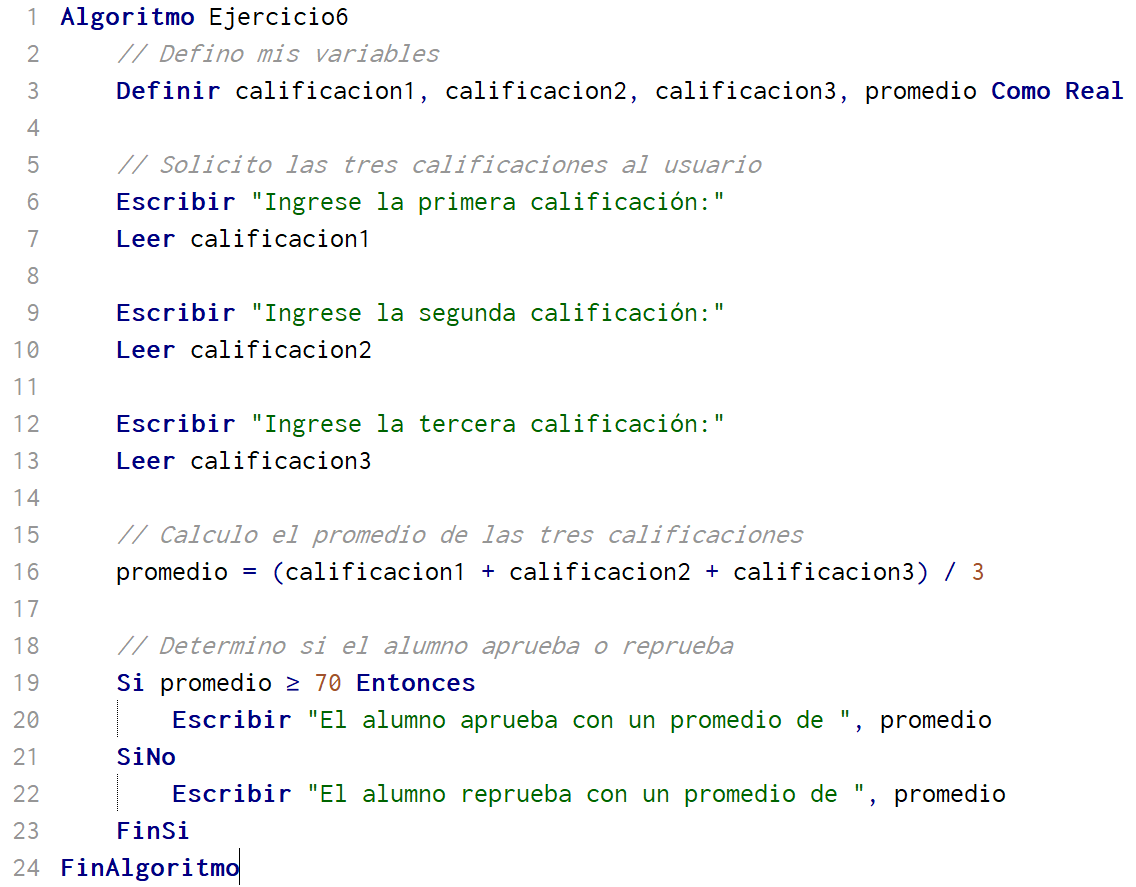 1 Algoritmo Ejercicio6
2 // Defino mis variables
3 Definir calificacion1, calificacion2, calificacion3, promedio Como Real
4
5 // Solicito las tres calificaciones al usuario
6 Escribir "Ingrese la primera calificación:"
7 Leer calificacion1
8
9 Escribir "Ingrese la segunda calificación:"
10 Leer calificacion2
11
12 Escribir "Ingrese la tercera calificación:"
13 Leer calificacion3
14
15 // Calculo el promedio de las tres calificaciones
16 promedio = (calificacion1 + calificacion2 + calificacion3) / 3
17
18 // Determino si el alumno aprueba o reprueba
19 Si promedio ≥ 70 Entonces
20 Escribir "El alumno aprueba con un promedio de ", promedio
21 SiNo
22 Escribir "El alumno reprueba con un promedio de ", promedio
23 FinSi
24 FinAlgoritmo